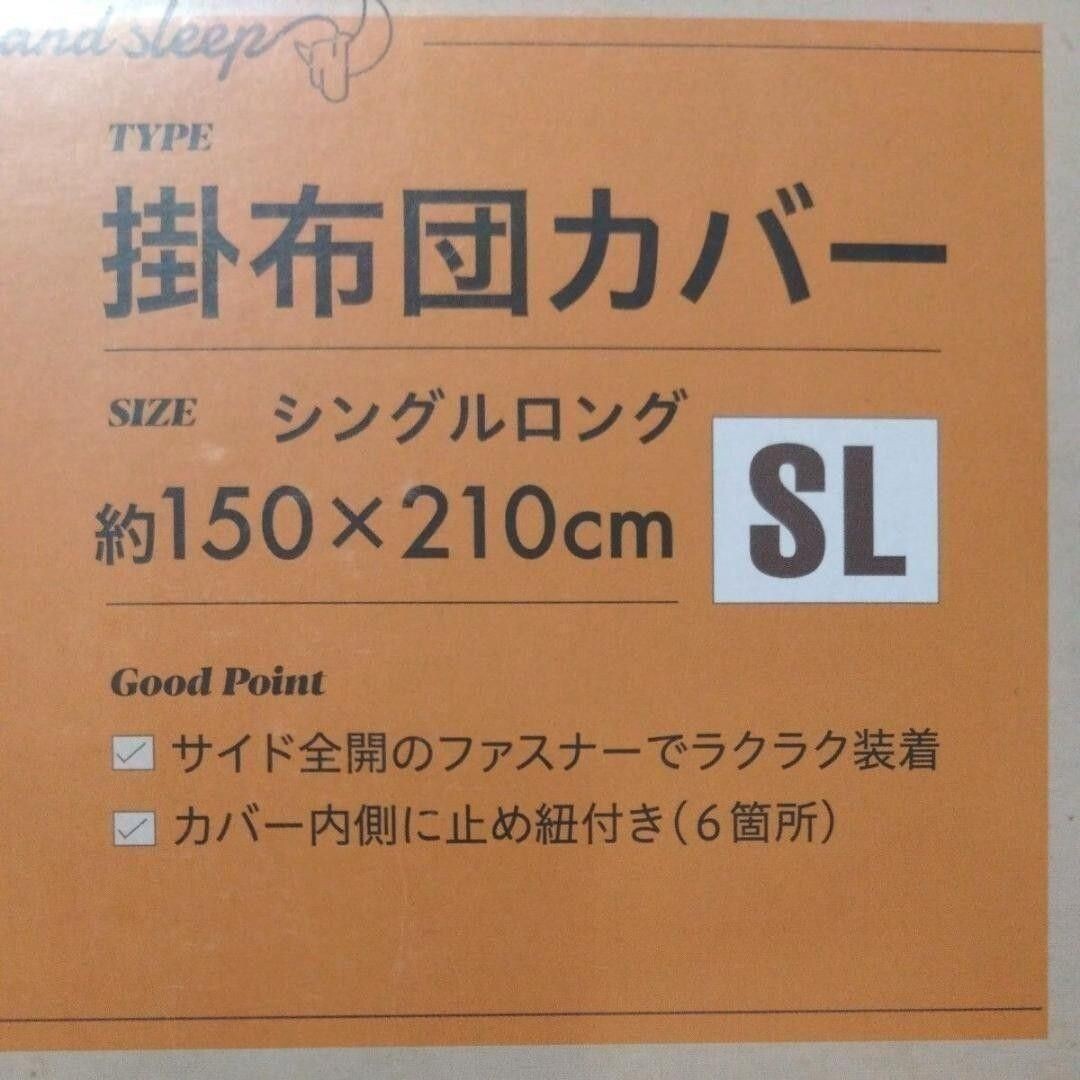 and sleep
TYPE
掛布団カバー
SIZE シングルロング
約150×210cm
SL
Good Point
サイド全開のファスナーでラクラク装着
カバー内側に止め紐付き(6箇所)